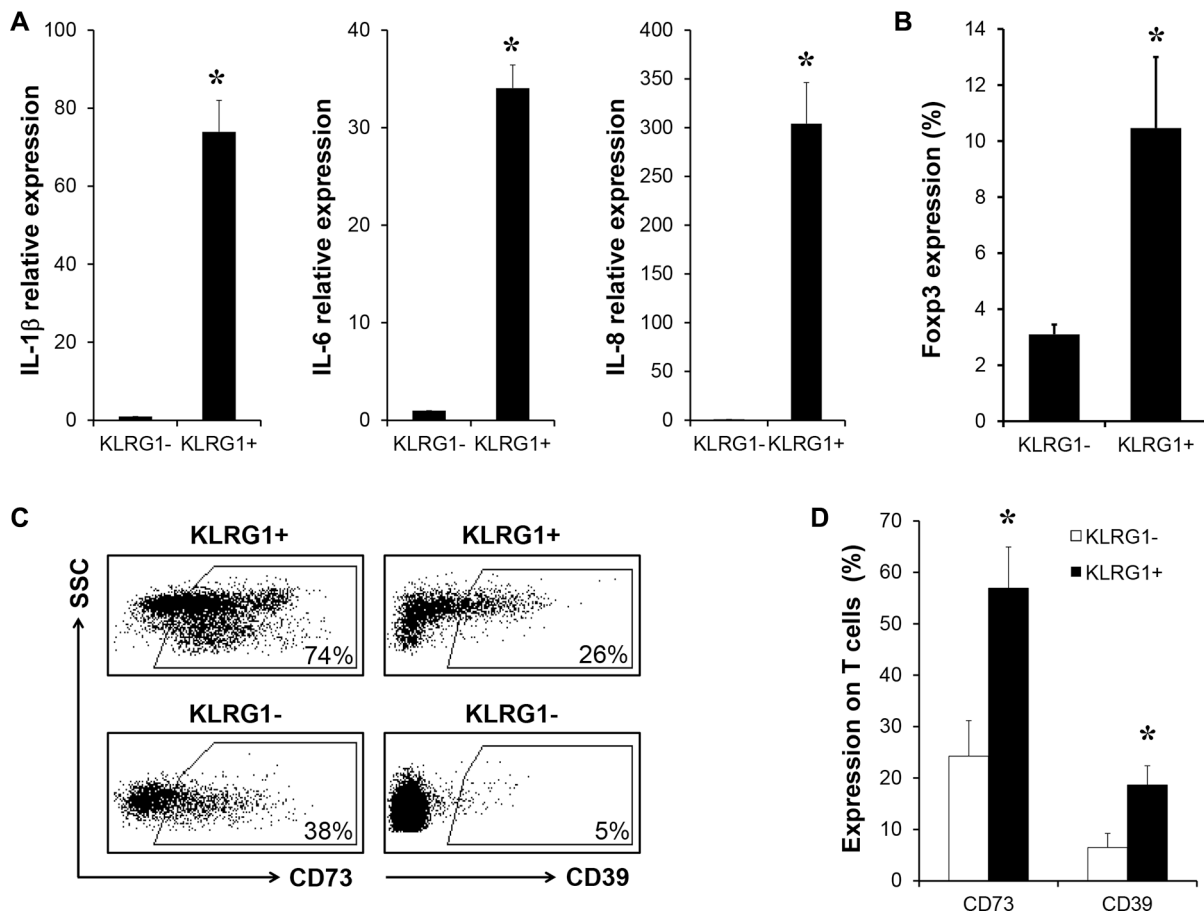 A
IL-1β relative expression
100
80
60
40
20
0
KLRG1- KLRG1+
*
IL-6 relative expression
40
30
20
10
0
KLRG1- KLRG1+
*
IL-8 relative expression
400
350
300
250
200
150
100
50
0
KLRG1- KLRG1+
*
B
Foxp3 expression (%)
14
12
10
8
6
4
2
0
KLRG1- KLRG1+
*
C
SSC
KLRG1+
74%
KLRG1+
26%
KLRG1-
38%
KLRG1-
5%
CD73
CD39
D
Expression on T cells (%)
70
60
50
40
30
20
10
0
*
*
KLRG1-
KLRG1+
CD73 CD39